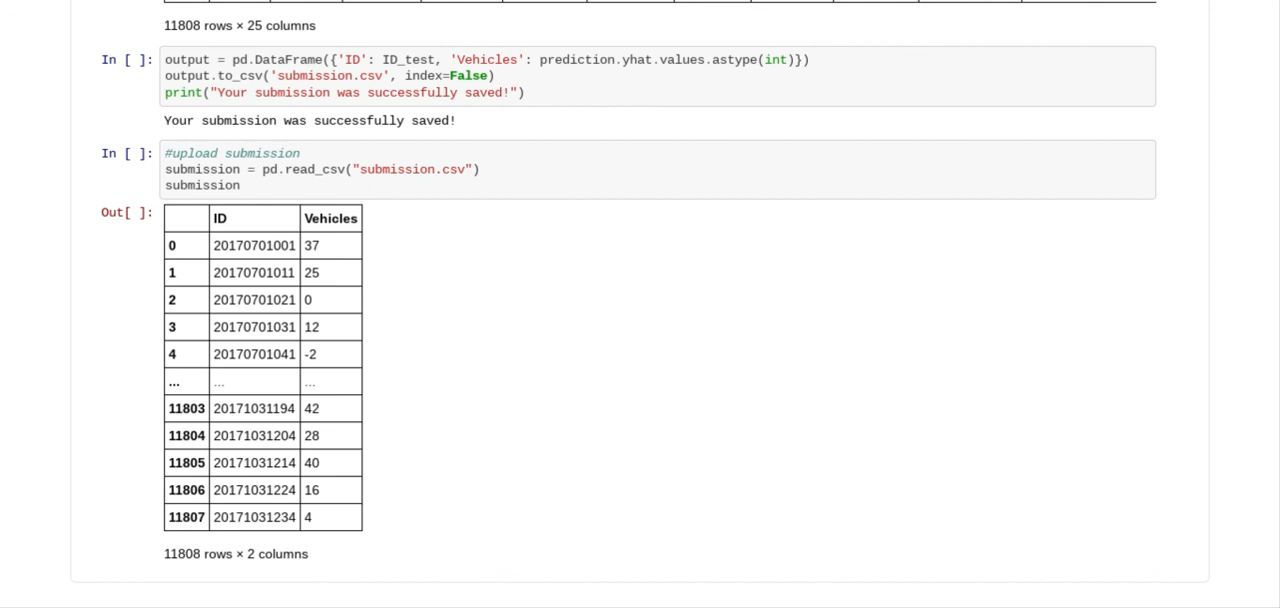 11808 rows × 25 columns
In [ ]: output = pd.DataFrame({'ID': ID_test, 'Vehicles': prediction.yhat.values.astype(int)})
output.to_csv('submission.csv', index=False)
print("Your submission was successfully saved!")
Your submission was successfully saved!
In [ ]: #upload submission
submission = pd.read_csv("submission.csv")
submission
Out[ ]:
ID Vehicles
0 20170701001 37
1 20170701011 25
2 20170701021 0
3 20170701031 12
4 20170701041 -2
... ... ...
11803 20171031194 42
11804 20171031204 28
11805 20171031214 40
11806 20171031224 16
11807 20171031234 4
11808 rows × 2 columns